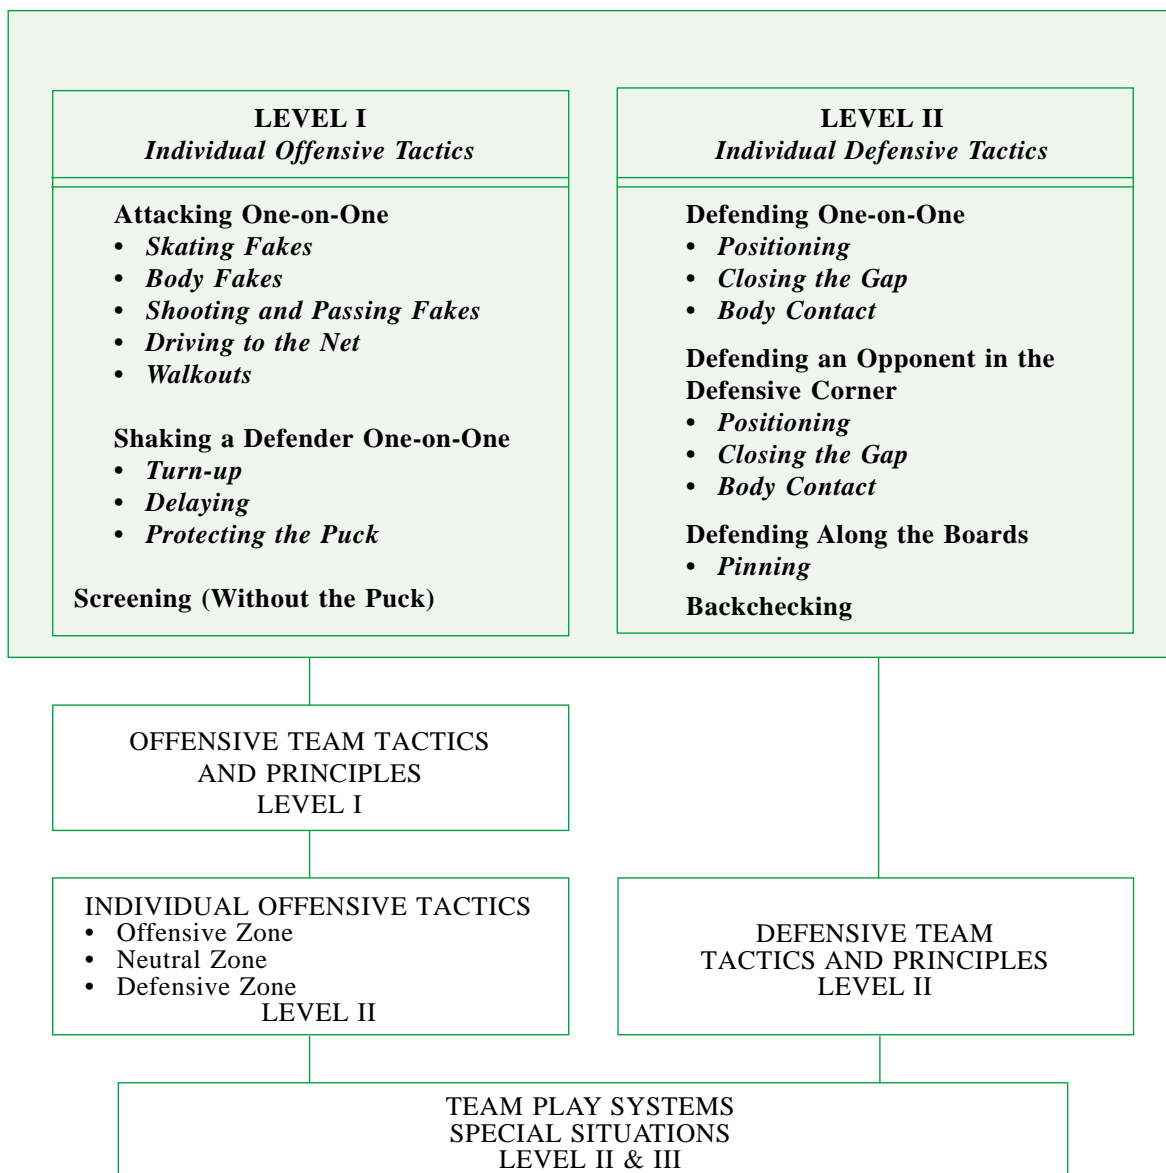 LEVEL I
Individual Offensive Tactics
Attacking One-on-One
• Skating Fakes
• Body Fakes
• Shooting and Passing Fakes
• Driving to the Net
• Walkouts
Shaking a Defender One-on-One
• Turn-up
• Delaying
• Protecting the Puck
Screening (Without the Puck)
LEVEL II
Individual Defensive Tactics
Defending One-on-One
• Positioning
• Closing the Gap
• Body Contact
Defending an Opponent in the
Defensive Corner
• Positioning
• Closing the Gap
• Body Contact
Defending Along the Boards
• Pinning
Backchecking
OFFENSIVE TEAM TACTICS
AND PRINCIPLES
LEVEL I
INDIVIDUAL OFFENSIVE TACTICS
• Offensive Zone
• Neutral Zone
• Defensive Zone
LEVEL II
DEFENSIVE TEAM
TACTICS AND PRINCIPLES
LEVEL II
TEAM PLAY SYSTEMS
SPECIAL SITUATIONS
LEVEL II & III